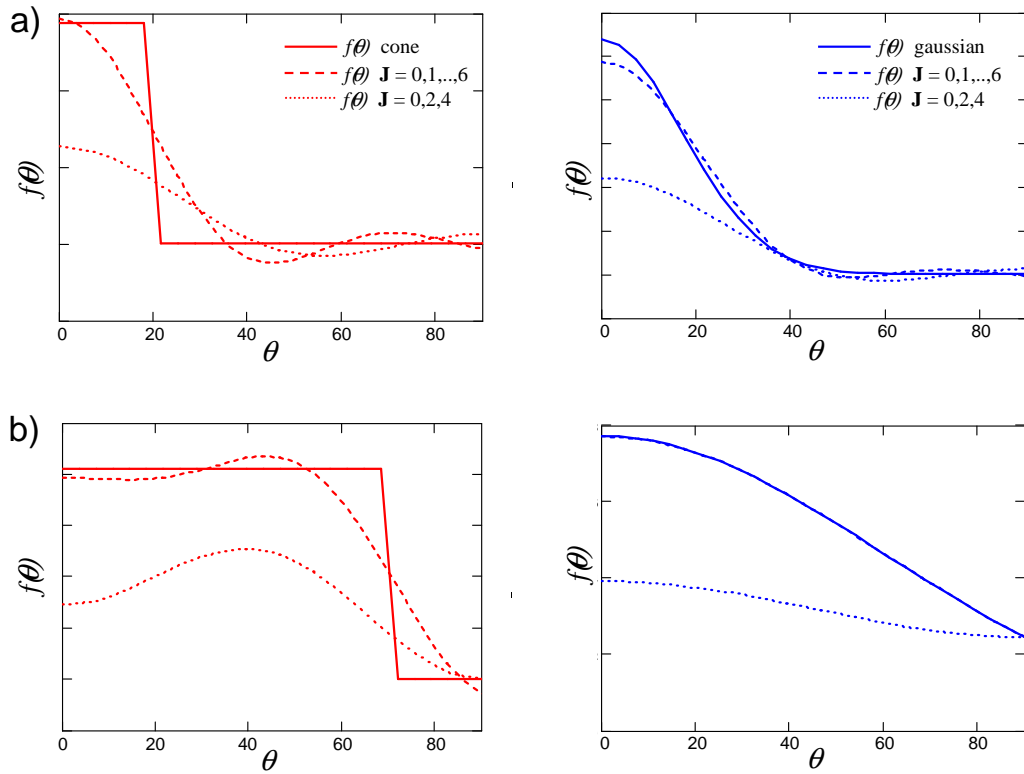 a)
f(θ) cone
f(θ) J = 0,1,..,6
f(θ) J = 0,2,4
f(θ)
0 20 40 60 80
θ
f(θ) gaussian
f(θ) J = 0,1,..,6
f(θ) J = 0,2,4
f(θ)
0 20 40 60 80
θ
b)
f(θ)
0 20 40 60 80
θ
f(θ)
0 20 40 60 80
θ